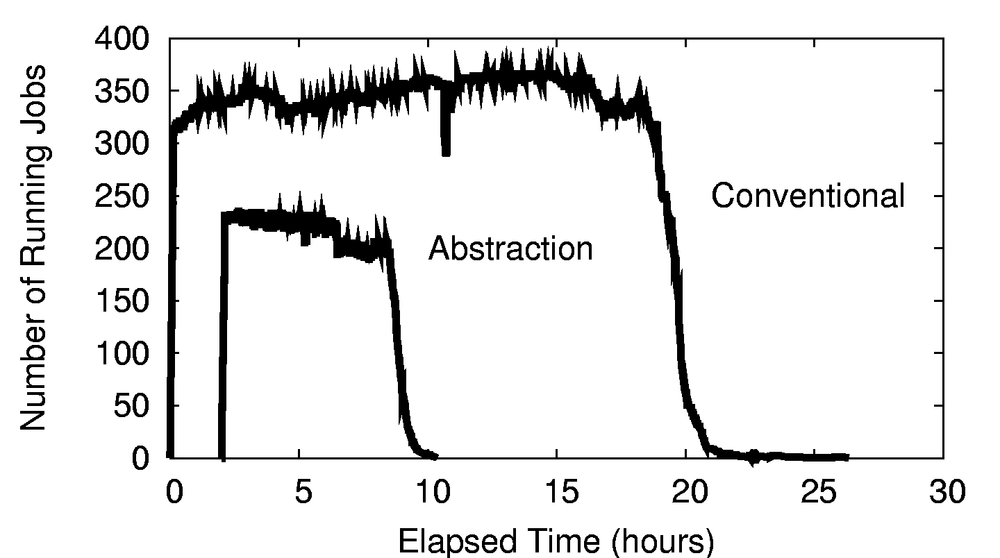 Number of Running Jobs
400
350
300
250
200
150
100
50
0
Conventional
Abstraction
0 5 10 15 20 25 30
Elapsed Time (hours)